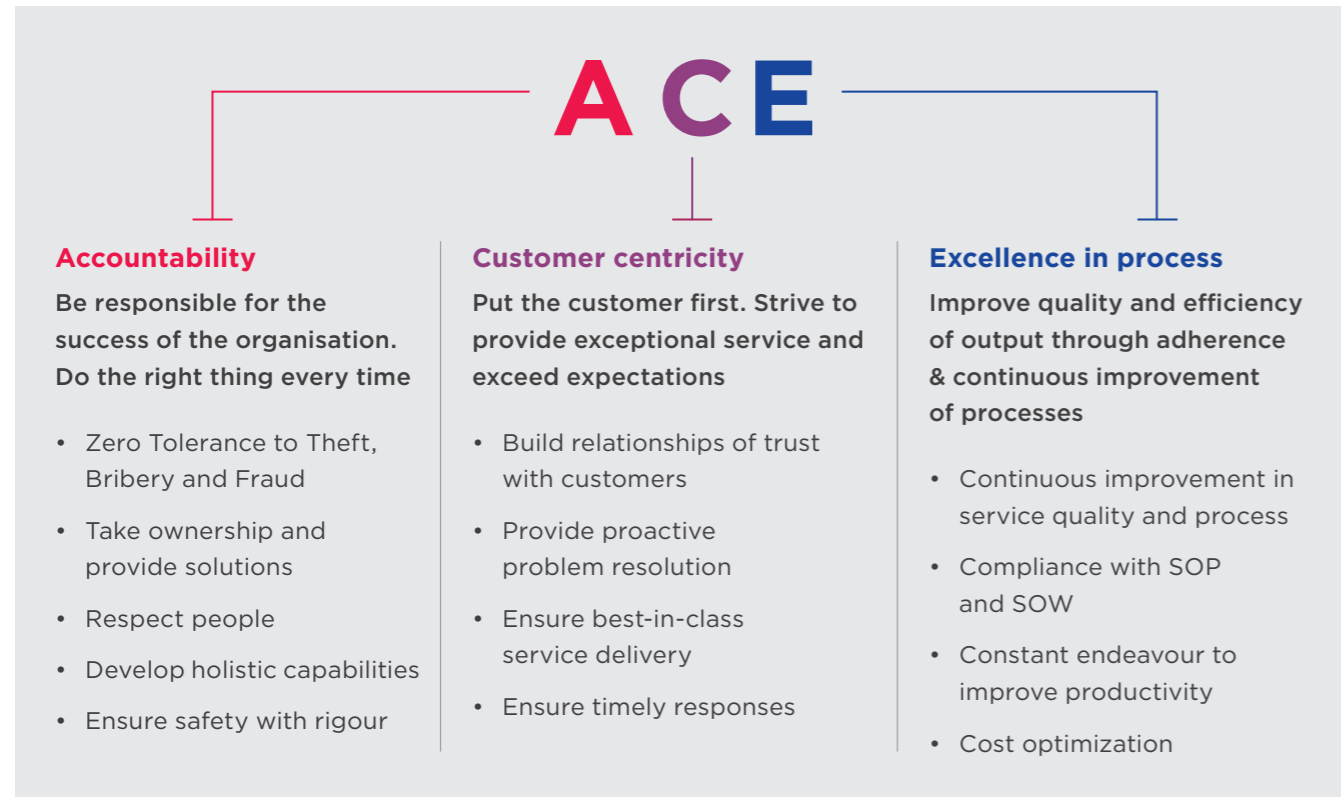 A C E
Accountability
Be responsible for the
success of the organisation.
Do the right thing every time
• Zero Tolerance to Theft,
Bribery and Fraud
• Take ownership and
provide solutions
• Respect people
• Develop holistic capabilities
• Ensure safety with rigour
Customer centricity
Put the customer first. Strive to
provide exceptional service and
exceed expectations
• Build relationships of trust
with customers
• Provide proactive
problem resolution
• Ensure best-in-class
service delivery
• Ensure timely responses
Excellence in process
Improve quality and efficiency
of output through adherence
& continuous improvement
of processes
• Continuous improvement in
service quality and process
• Compliance with SOP
and SOW
• Constant endeavour to
improve productivity
• Cost optimization